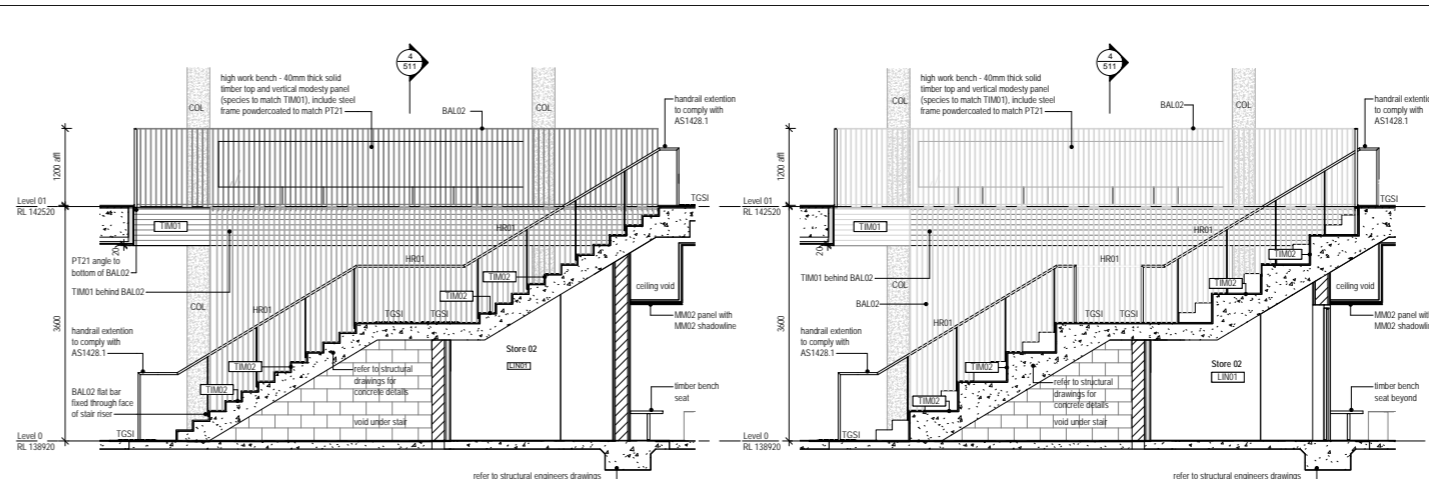 4
511
high work bench - 40mm thick solid
timber top and vertical modesty panel
(species to match TIM01), include steel
frame powdercoated to match PT21
COL
BAL02
COL
handrail extention
to comply with
AS1428.1
1200 affl
Level 01
RL 142520
TGSI
TIM01
HR01
20
PT21 angle to
bottom of BAL02
HR01
TIM02
ceiling void
TIM01 behind BAL02
TIM02
COL
HR01
TGSI
TGSI
MM02 panel with
MM02 shadowline
3600
handrail extention
to comply with
AS1428.1
Store 02
LIN01
TIM02
refer to structural
drawings for
concrete details
TIM02
BAL02 flat bar
fixed through face
of stair riser
timber bench
seat
void under stair
TGSI
Level 0
RL 138920
refer to structural engineers drawings
4
511
high work bench - 40mm thick solid
timber top and vertical modesty panel
(species to match TIM01), include steel
frame powdercoated to match PT21
COL
BAL02
COL
handrail extention
to comply with
AS1428.1
1200 affl
Level 01
RL 142520
TGSI
TIM01
HR01
20
TIM02
HR01
TIM01 behind BAL02
TIM02
ceiling void
COL
BAL02
TGSI
TGSI
MM02 panel with
MM02 shadowline
HR01
3600
handrail extention
to comply with
AS1428.1
Store 02
LIN01
TIM02
refer to structural
drawings for
concrete details
TIM02
timber bench
seat beyond
void under stair
TGSI
Level 0
RL 138920
refer to structural engineers drawings